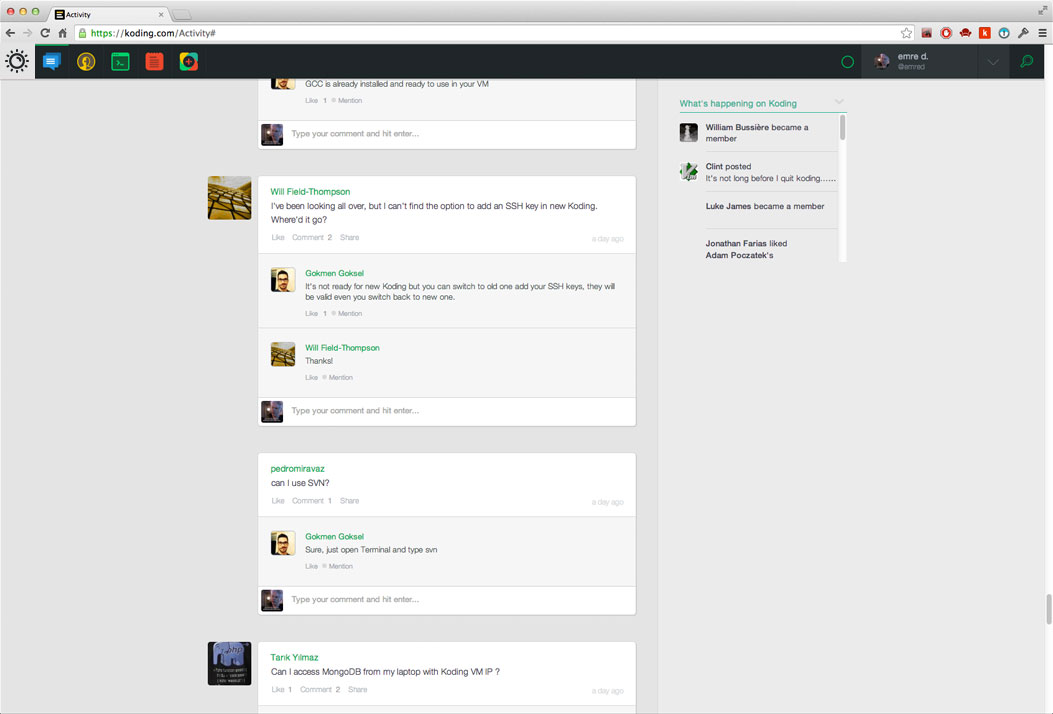 Activity
https://koding.com/Activity#
emre d.
@emred
GCC is already installed and ready to use in your VM
Like 1 Mention
Type your comment and hit enter...
Will Field-Thompson
I've been looking all over, but I can't find the option to add an SSH key in new Koding.
Where'd it go?
Like Comment 2 Share
a day ago
Gokmen Goksel
It's not ready for new Koding but you can switch to old one add your SSH keys, they will
be valid even you switch back to new one.
Like 1 Mention
Will Field-Thompson
Thanks!
Like Mention
Type your comment and hit enter...
pedromiravaz
can I use SVN?
Like Comment 1 Share
a day ago
Gokmen Goksel
Sure, just open Terminal and type svn
Like Mention
Type your comment and hit enter...
Tarık Yılmaz
Can I access MongoDB from my laptop with Koding VM IP ?
Like 1 Comment 2 Share
a day ago
What's happening on Koding
William Bussière became a
member
Clint posted
It's not long before I quit koding......
Luke James became a member
Jonathan Farias liked
Adam Poczatek's